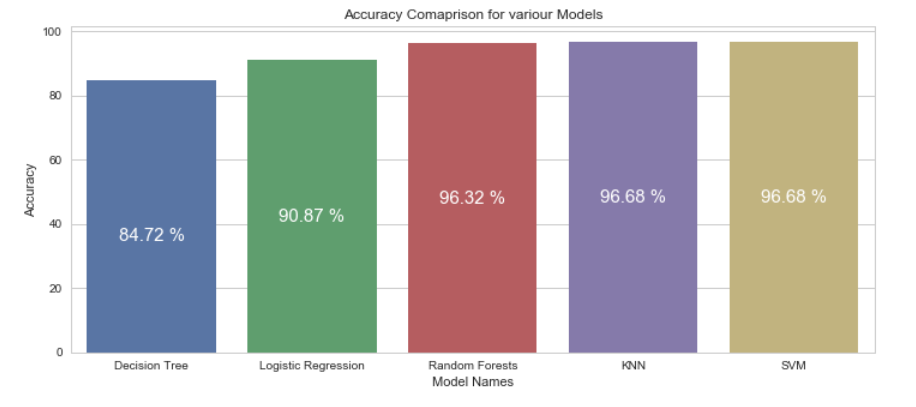 Accuracy Comaprison for variour Models
100
80
60
40
20
0
Accuracy
84.72 %
90.87 %
96.32 %
96.68 %
96.68 %
Decision Tree
Logistic Regression
Random Forests
KNN
SVM
Model Names